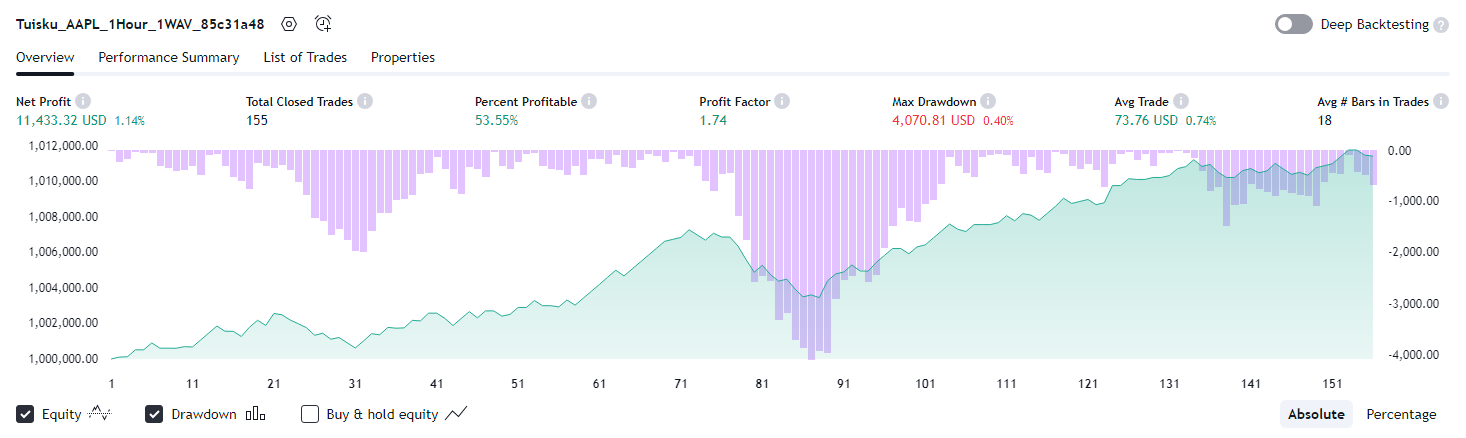 Tuisku_AAPL_1Hour_1WAV_85c31a48 Deep Backtesting ?
Overview Performance Summary List of Trades Properties
Net Profit Total Closed Trades Percent Profitable Profit Factor Max Drawdown Avg Trade Avg # Bars in Trades
11,433.32 USD 1.14% 155 53.55% 1.74 4,070.81 USD 0.40% 73.76 USD 0.74% 18
1,012,000.00 0.00
1,010,000.00 -1,000.00
1,008,000.00
1,006,000.00 -2,000.00
1,004,000.00 -3,000.00
1,002,000.00
1,000,000.00 -4,000.00
1 11 21 31 41 51 61 71 81 91 101 111 121 131 141 151
Equity Drawdown Buy & hold equity Absolute Percentage